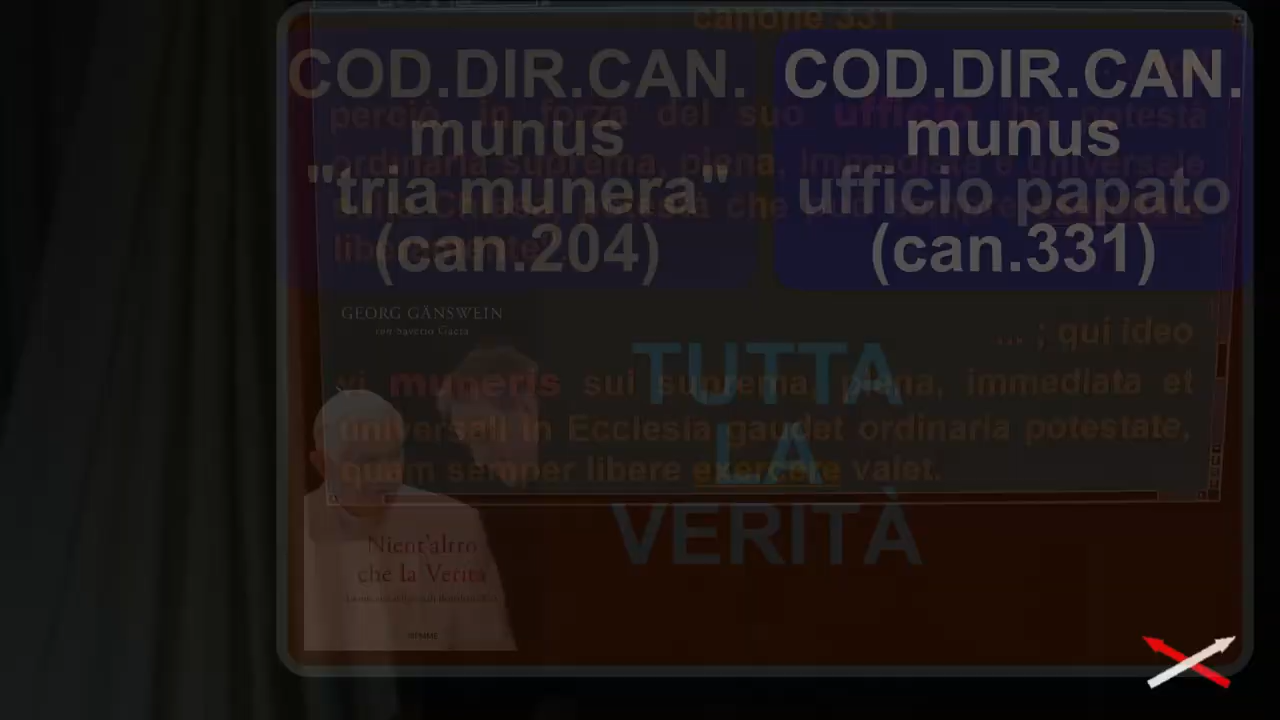 canone 331
COD.DIR.CAN.
munus
"tria munera"
(can.204)
COD.DIR.CAN.
munus
ufficio papato
(can.331)
perciò, in forza del suo ufficio ha potestà
ordinaria suprema, piena, immediata e universale
che
... ; qui ideo
vi muneris sui suprema, plena, immediata et
universali in Ecclesia gaudet ordinaria potestate,
quam semper libere exercere valet.
GEORG GÄNSWEIN
con Saverio Gaeta
Nient'altro
che la Verità
PIEMME
TUTTA
LA
VERITÀ